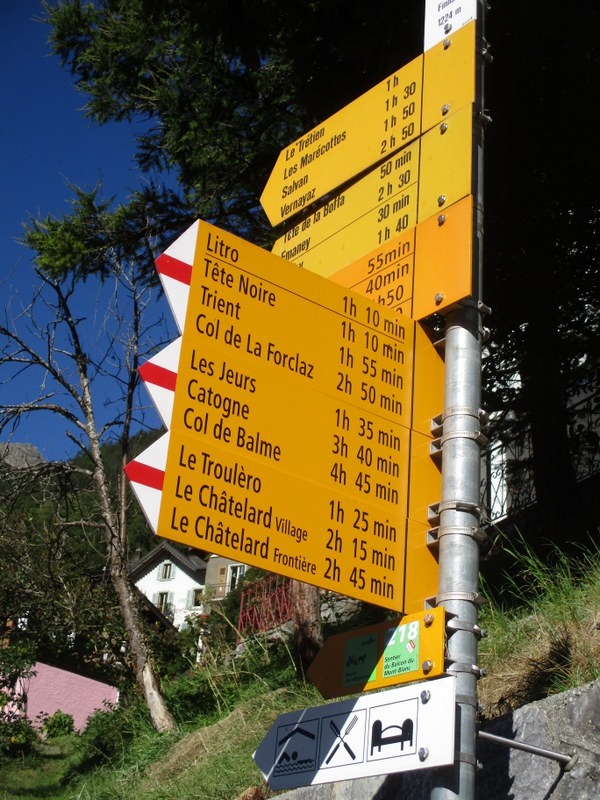 1224 m
Le Trétien 1h
Les Marécottes 1h 30
Salvan 1h 50
Vernayaz 2h 50
50 min
Tête de la Boffa 2h 30
Emaney 30 min
1h 40
55min
40min
h50
Litro 1h 10 min
Tête Noire 1h 10 min
Trient 1h 55 min
Col de La Forclaz 2h 50 min
Les Jeurs 1h 35 min
Catogne 3h 40 min
Col de Balme 4h 45 min
Le Troulèro 1h 25 min
Le Châtelard Village 2h 15 min
Le Châtelard Frontière 2h 45 min
218
Sentier
du Balcon du
Mont-Blanc